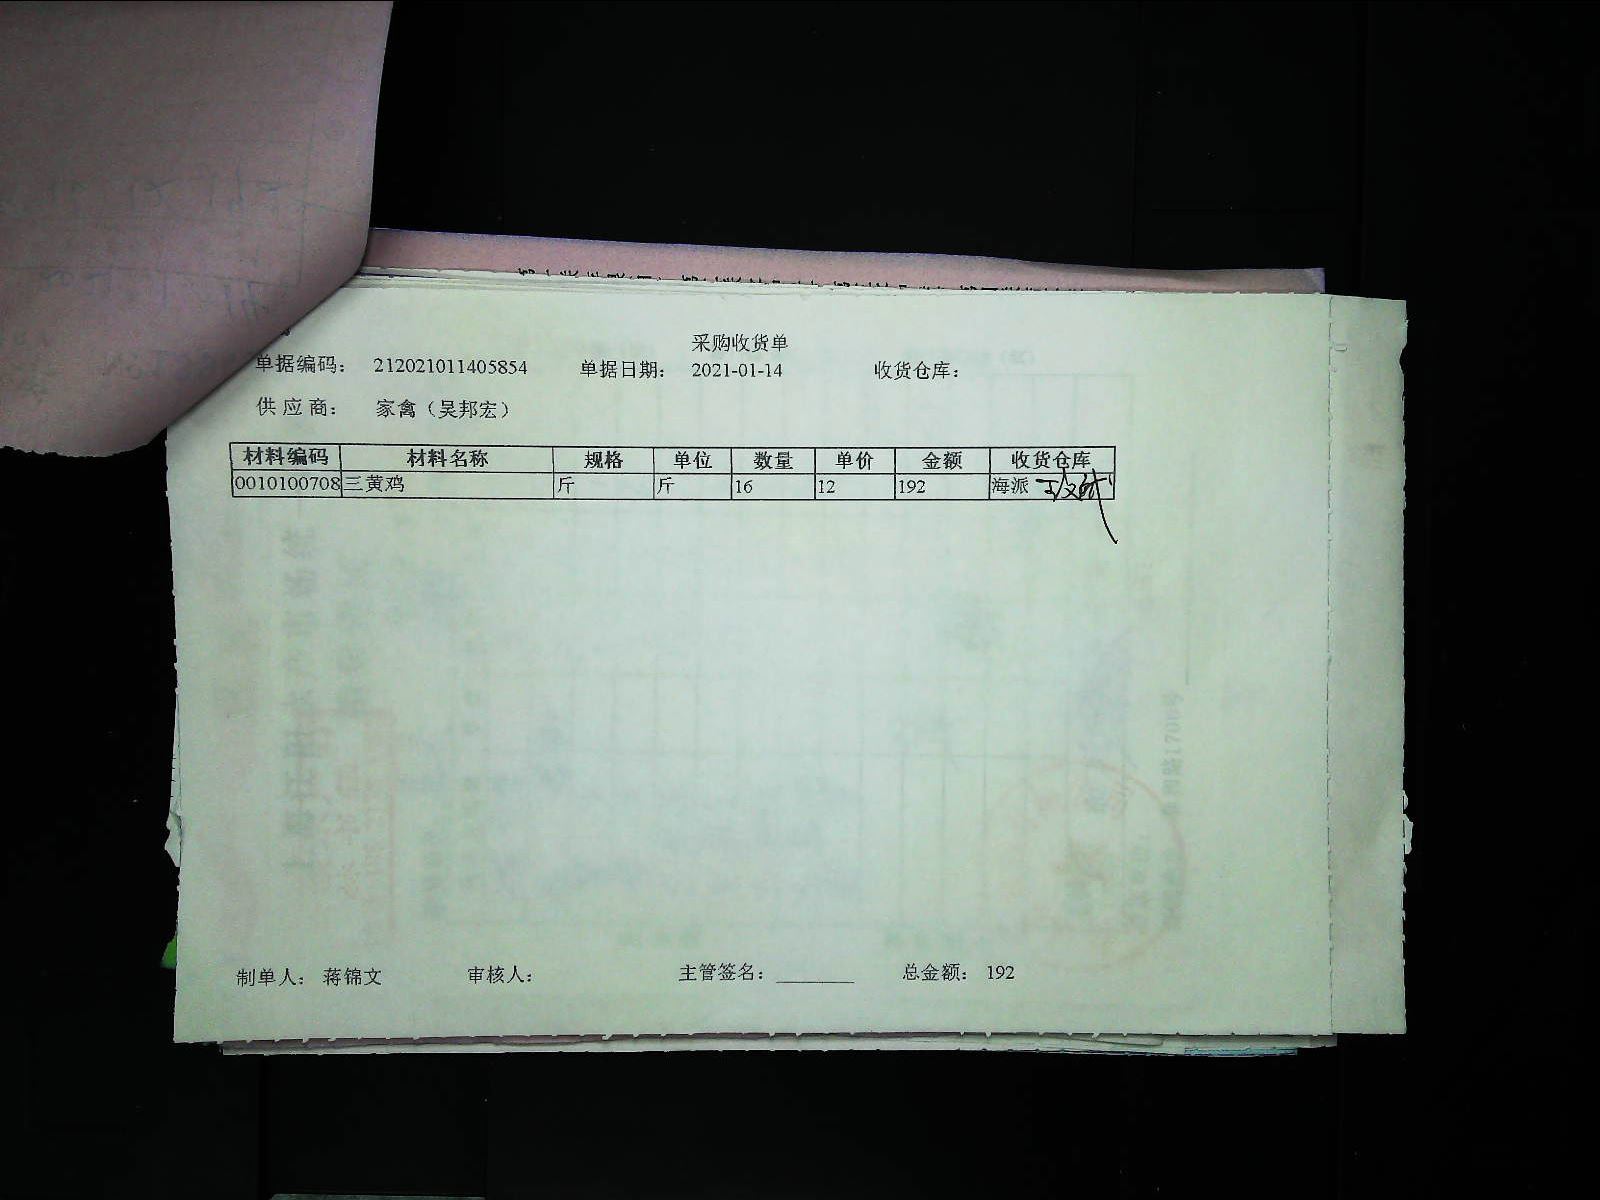 采购收货单
单据编码： 212021011405854 单据日期： 2021-01-14 收货仓库：
供 应 商： 家禽（吴邦宏）
材料编码 材料名称 规格 单位 数量 单价 金额 收货仓库
0010100708 三黄鸡 斤 斤 16 12 192 海派
制单人： 蒋锦文 审核人： 主管签名： ________ 总金额： 192